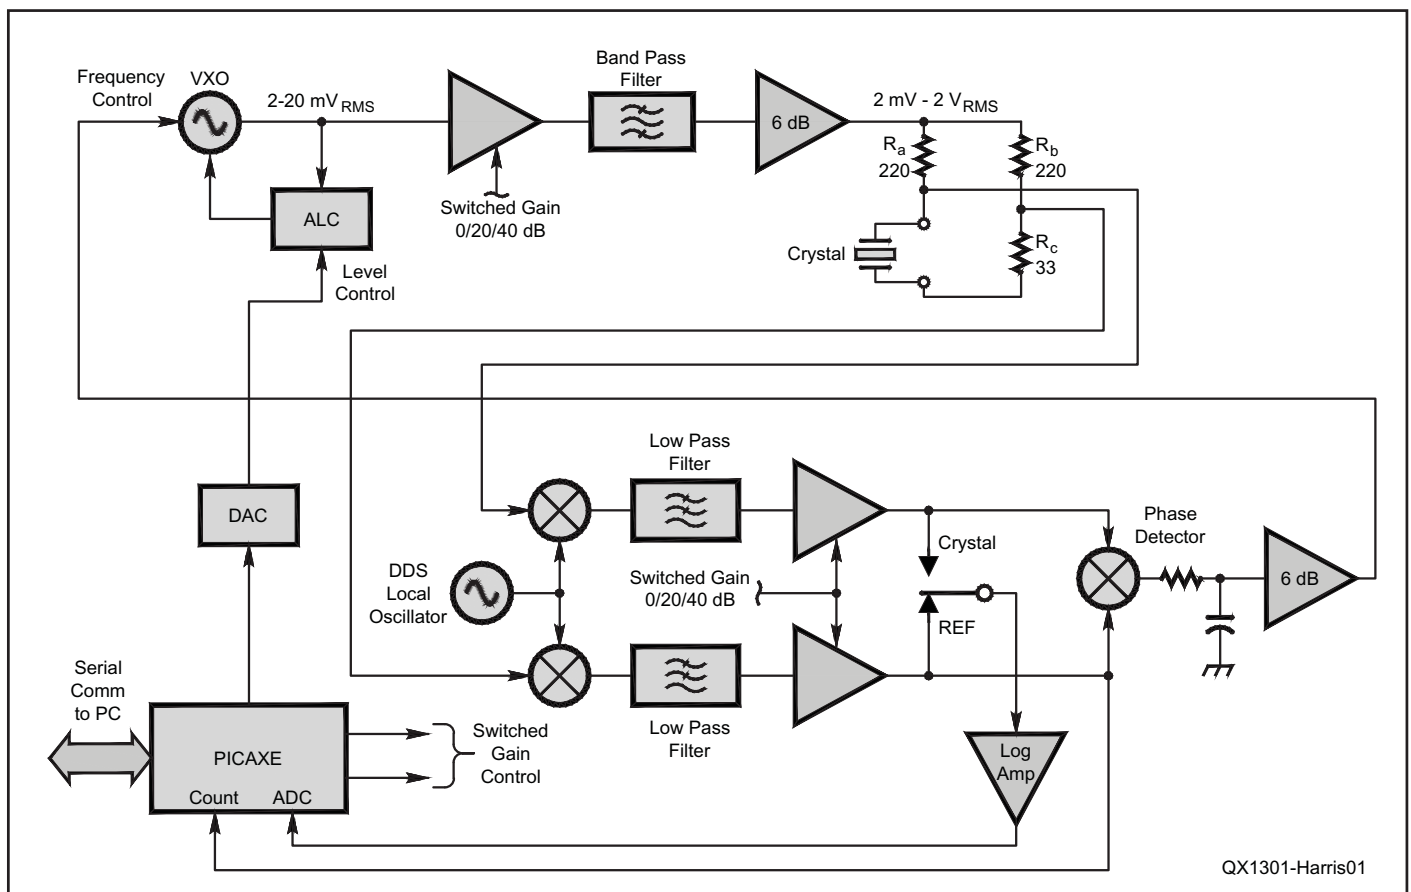 Frequency
Control
VXO
2-20 mV RMS
Band Pass
Filter
6 dB
2 mV - 2 VRMS
Ra
220
Rb
220
Switched Gain
0/20/40 dB
ALC
Level
Control
Crystal
Rc
33
Low Pass
Filter
DAC
DDS
Local
Oscillator
Switched Gain
0/20/40 dB
Crystal
REF
Phase
Detector
6 dB
Serial
Comm
to PC
PICAXE
Count
ADC
Switched
Gain
Control
Low Pass
Filter
Log
Amp
QX1301-Harris01